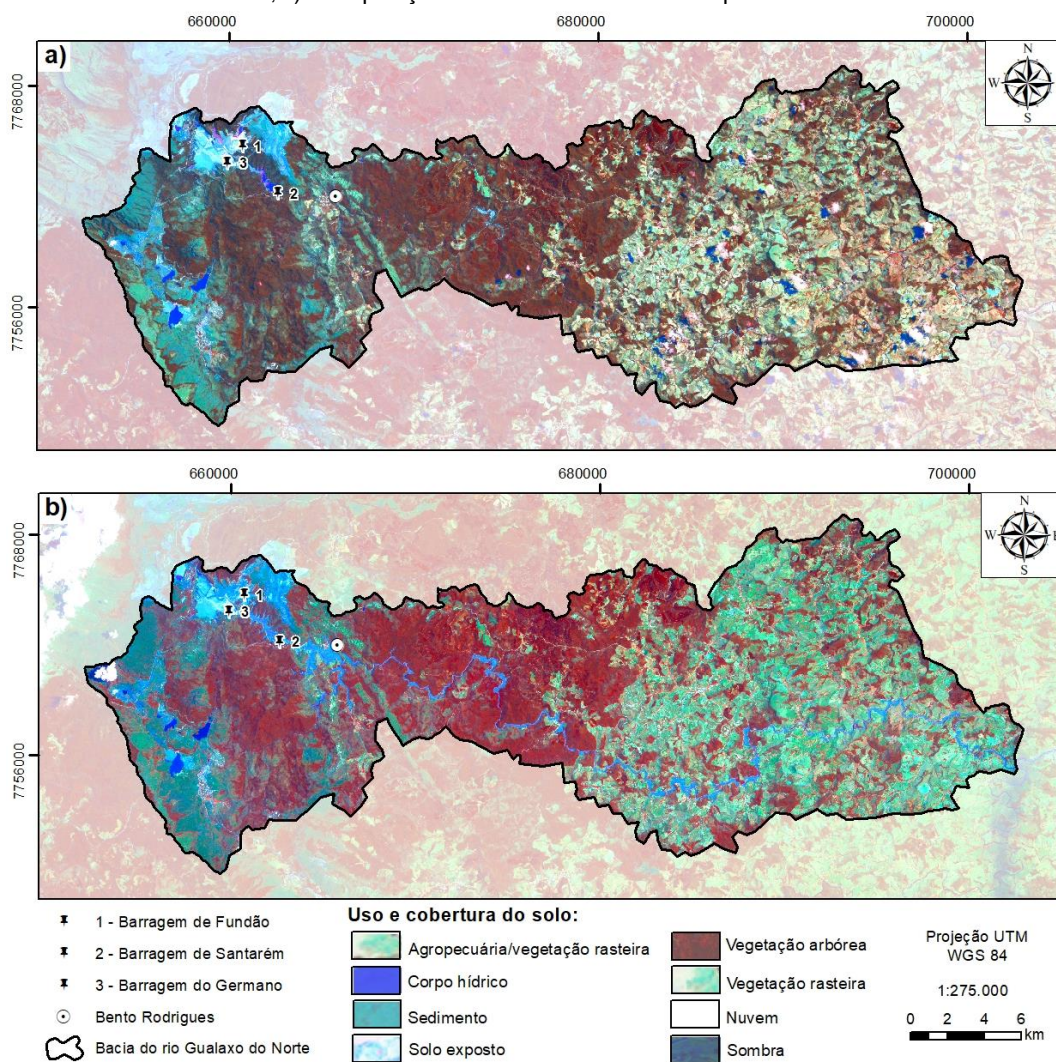 660000 680000 700000
a)
N
W E
S
7768000
7756000
1
3
2
660000 680000 700000
b)
N
W E
S
7768000
7756000
1
3
2
1 - Barragem de Fundão
2 - Barragem de Santarém
3 - Barragem do Germano
Bento Rodrigues
Bacia do rio Gualaxo do Norte
Uso e cobertura do solo:
Agropecuária/vegetação rasteira
Corpo hídrico
Sedimento
Solo exposto
Vegetação arbórea
Vegetação rasteira
Nuvem
Sombra
Projeção UTM
WGS 84
1:275.000
0 2 4 6
km